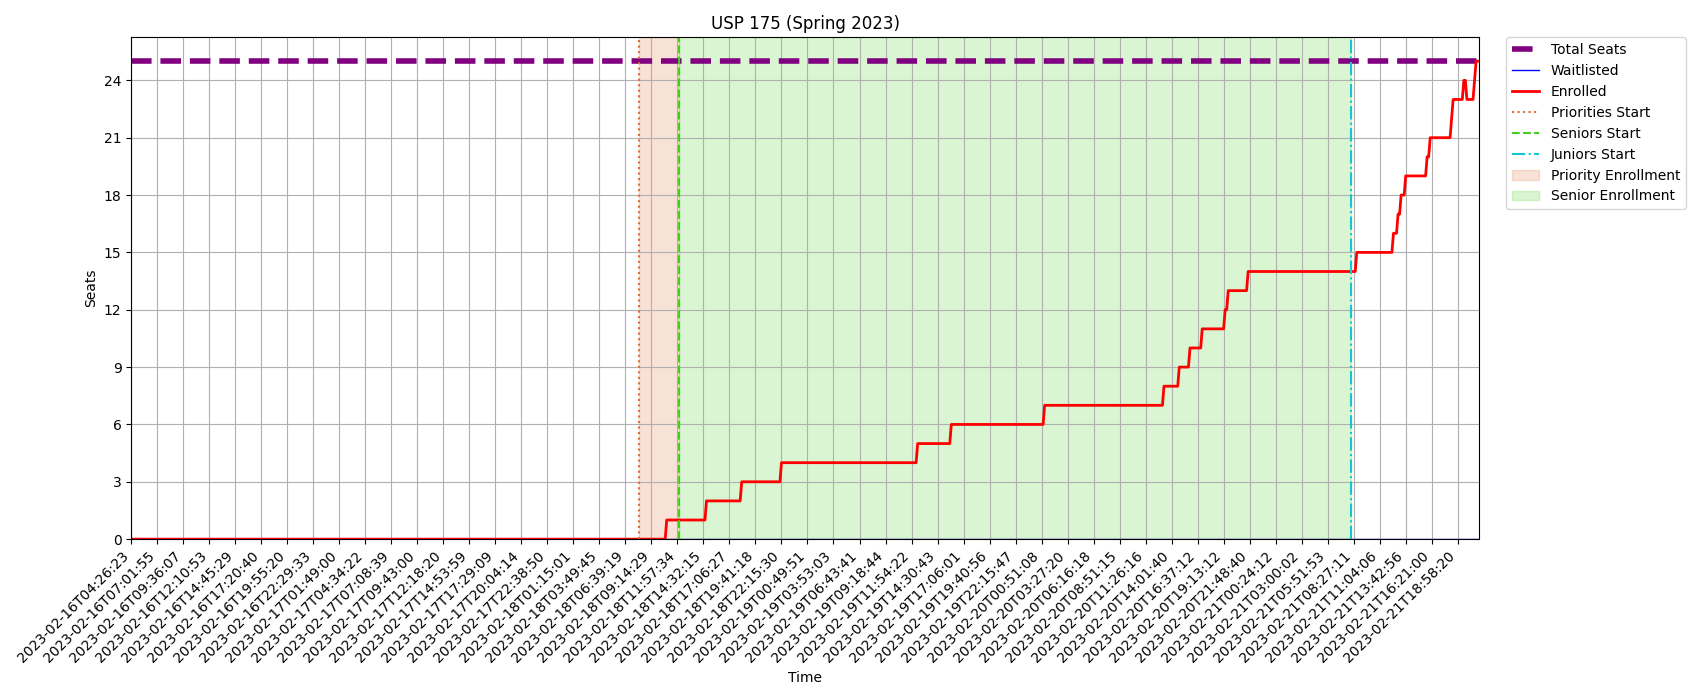 USP 175 (Spring 2023)
Total Seats
Waitlisted
Enrolled
Priorities Start
Seniors Start
Juniors Start
Priority Enrollment
Senior Enrollment
Seats
24
21
18
15
12
9
6
3
0
2023-02-16T04:26:23
2023-02-16T07:01:55
2023-02-16T09:36:07
2023-02-16T12:10:53
2023-02-16T14:45:29
2023-02-16T17:20:40
2023-02-16T19:55:20
2023-02-16T22:29:33
2023-02-17T01:49:00
2023-02-17T04:34:22
2023-02-17T07:08:39
2023-02-17T09:43:00
2023-02-17T12:18:20
2023-02-17T14:53:59
2023-02-17T17:29:09
2023-02-17T20:04:14
2023-02-17T22:38:50
2023-02-18T01:15:01
2023-02-18T03:49:45
2023-02-18T06:39:19
2023-02-18T09:14:29
2023-02-18T11:57:34
2023-02-18T14:32:15
2023-02-18T17:06:27
2023-02-18T19:41:18
2023-02-18T22:15:30
2023-02-19T00:49:51
2023-02-19T03:53:03
2023-02-19T06:43:41
2023-02-19T09:18:44
2023-02-19T11:54:22
2023-02-19T14:30:43
2023-02-19T17:06:01
2023-02-19T19:40:56
2023-02-19T22:15:47
2023-02-20T00:51:08
2023-02-20T03:27:20
2023-02-20T06:16:18
2023-02-20T08:51:15
2023-02-20T11:26:16
2023-02-20T14:01:40
2023-02-20T16:37:12
2023-02-20T19:13:12
2023-02-20T21:48:40
2023-02-21T00:24:12
2023-02-21T03:00:02
2023-02-21T05:51:53
2023-02-21T08:27:11
2023-02-21T11:04:06
2023-02-21T13:42:56
2023-02-21T16:21:00
2023-02-21T18:58:20
Time